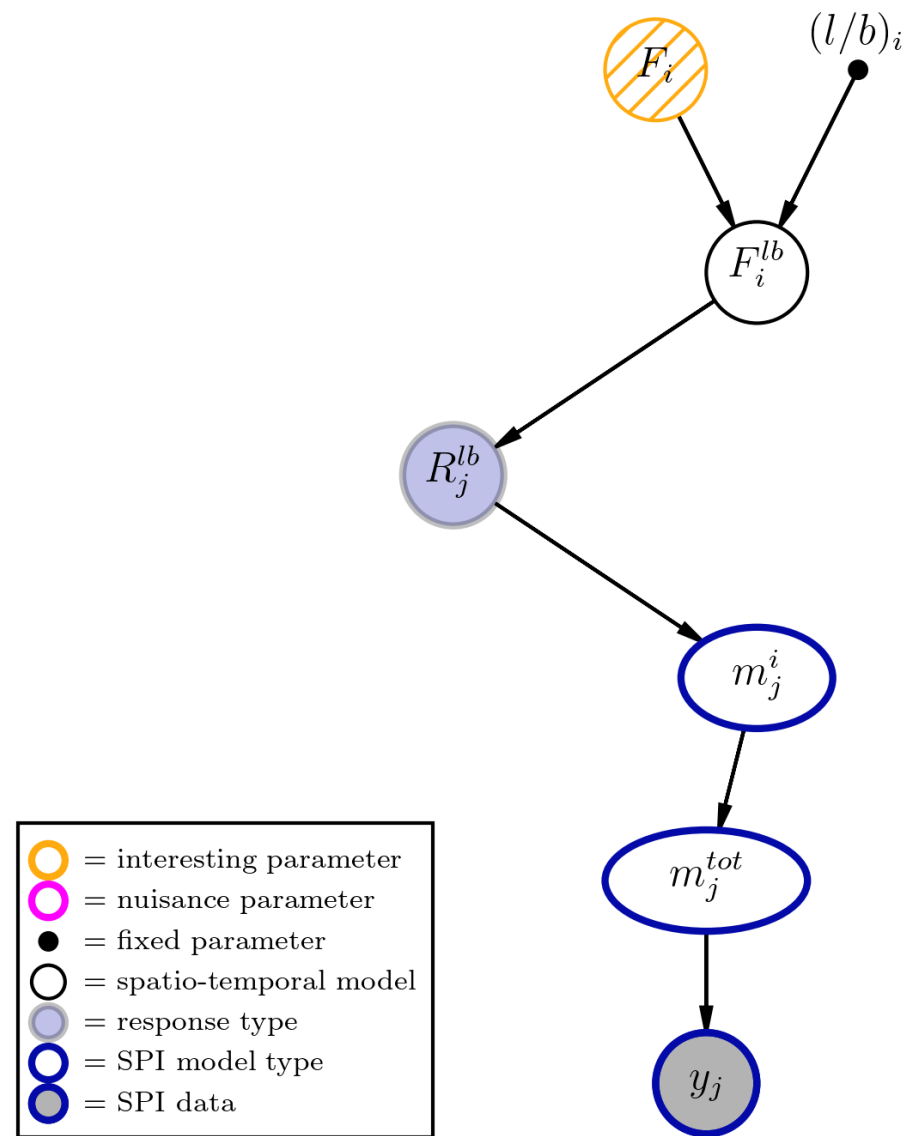 (l/b)_i
F_i
F_i^{lb}
R_j^{lb}
m_j^i
m_j^{tot}
y_j
= interesting parameter
= nuisance parameter
= fixed parameter
= spatio-temporal model
= response type
= SPI model type
= SPI data